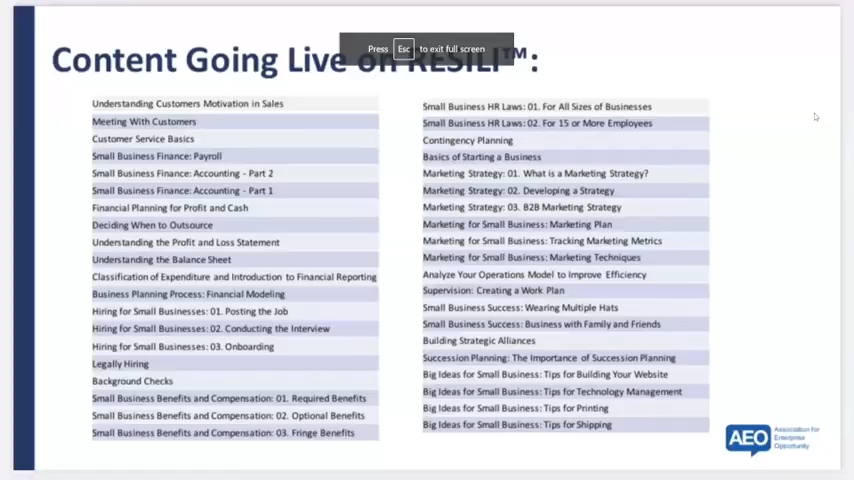 Content Going Live on RESILI™:
Press Esc to exit full screen
Understanding Customers Motivation in Sales
Meeting With Customers
Customer Service Basics
Small Business Finance: Payroll
Small Business Finance: Accounting - Part 2
Small Business Finance: Accounting - Part 1
Financial Planning for Profit and Cash
Deciding When to Outsource
Understanding the Profit and Loss Statement
Understanding the Balance Sheet
Classification of Expenditure and Introduction to Financial Reporting
Business Planning Process: Financial Modeling
Hiring for Small Businesses: 01. Posting the Job
Hiring for Small Businesses: 02. Conducting the Interview
Hiring for Small Businesses: 03. Onboarding
Legally Hiring
Background Checks
Small Business Benefits and Compensation: 01. Required Benefits
Small Business Benefits and Compensation: 02. Optional Benefits
Small Business Benefits and Compensation: 03. Fringe Benefits
Small Business HR Laws: 01. For All Sizes of Businesses
Small Business HR Laws: 02. For 15 or More Employees
Contingency Planning
Basics of Starting a Business
Marketing Strategy: 01. What is a Marketing Strategy?
Marketing Strategy: 02. Developing a Strategy
Marketing Strategy: 03. B2B Marketing Strategy
Marketing for Small Business: Marketing Plan
Marketing for Small Business: Tracking Marketing Metrics
Marketing for Small Business: Marketing Techniques
Analyze Your Operations Model to Improve Efficiency
Supervision: Creating a Work Plan
Small Business Success: Wearing Multiple Hats
Small Business Success: Business with Family and Friends
Building Strategic Alliances
Succession Planning: The Importance of Succession Planning
Big Ideas for Small Business: Tips for Building Your Website
Big Ideas for Small Business: Tips for Technology Management
Big Ideas for Small Business: Tips for Printing
Big Ideas for Small Business: Tips for Shipping
AEO
Association for
Enterprise
Opportunity